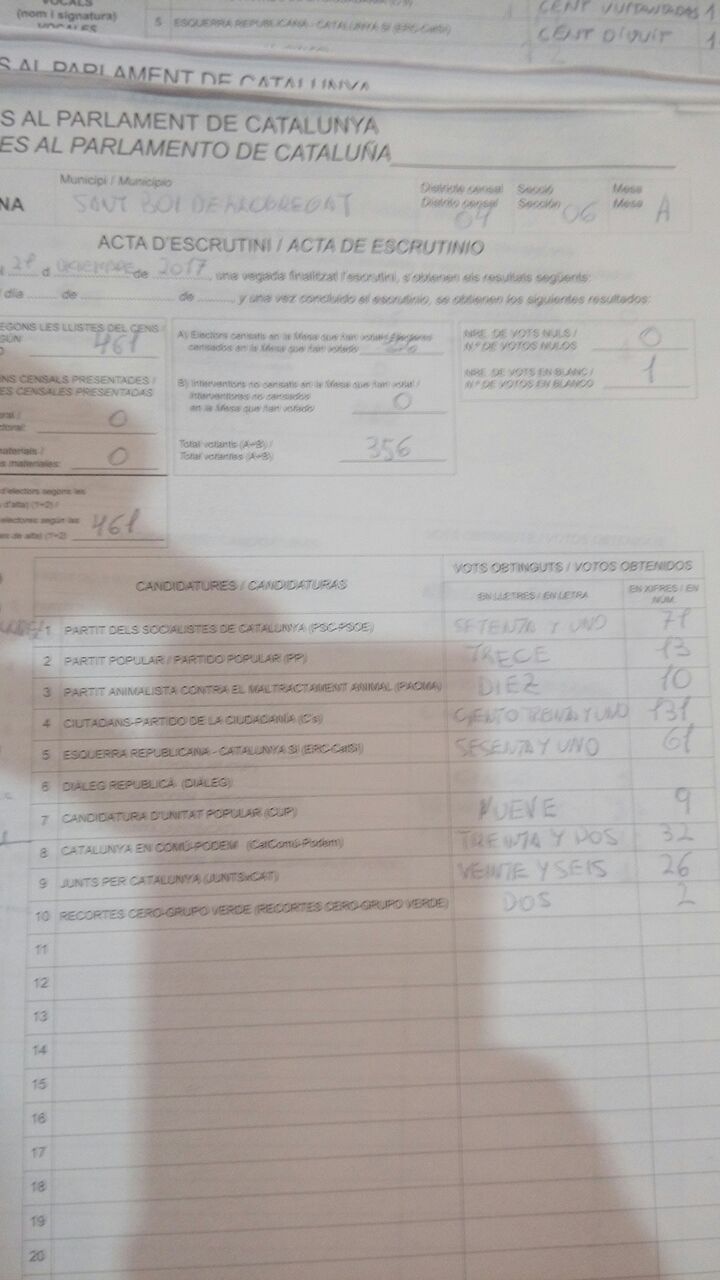 VOCALS
(nom i signatura)
VOCALES
5 ESQUERRA REPUBLICANA - CATALUNYA SÍ (ERC-CatSí)
CENT 1
CENT DIVUIT 1
S AL PARLAMENT DE CATALUNYA
S AL PARLAMENT DE CATALUNYA
ES AL PARLAMENTO DE CATALUÑA
Municipi / Municipio
NA SANT BOI DE LLOBREGAT
Districte censal Secció Mesa
Distrito censal 04 Sección 06 Mesa A
ACTA D'ESCRUTINI / ACTA DE ESCRUTINIO
l 21 d DICIEMBRE de 2017, una vegada finalitzat l'escrutini, s'obtenen els resultats següents:
día ........ de ........ de ........, y una vez concluido el escrutinio, se obtienen los siguientes resultados:
EGONS LES LLISTES DEL CENS /
GÚN 461
NS CENSALS PRESENTADES /
ES CENSALES PRESENTADAS
oral /
ctoral: 0
materials /
s materiales: 0
d'electors segons les
d'alta) (1+2) /
electores según las
es de alta) (1+2) 461
A) Electors censats en la Mesa que han votat / Electores
censados en la Mesa que han votado
B) Interventors no censats en la Mesa que han votat /
Interventores no censados
en la Mesa que han votado 0
Total votants (A+B) /
Total votantes (A+B) 356
NRE. DE VOTS NULS /
N.º DE VOTOS NULOS 0
NRE. DE VOTS EN BLANC /
N.º DE VOTOS EN BLANCO 1
CANDIDATURES / CANDIDATURAS
VOTS OBTINGUTS / VOTOS OBTENIDOS
EN LLETRES / EN LETRA
EN XIFRES / EN
NÚM.
1 PARTIT DELS SOCIALISTES DE CATALUNYA (PSC-PSOE) SETENTA Y UNO 71
2 PARTIT POPULAR / PARTIDO POPULAR (PP) TRECE 13
3 PARTIT ANIMALISTA CONTRA EL MALTRACTAMENT ANIMAL (PACMA) DIEZ 10
4 CIUTADANS-PARTIDO DE LA CIUDADANÍA (C's) CIENTO TRENTA Y UNO 131
5 ESQUERRA REPUBLICANA - CATALUNYA SÍ (ERC-CatSí) SESENTA Y UNO 61
6 DIÀLEG REPUBLICÀ (DIÀLEG)
7 CANDIDATURA D'UNITAT POPULAR (CUP) NUEVE 9
8 CATALUNYA EN COMÚ-PODEM (CatComú-Podem) TREINTA Y DOS 32
9 JUNTS PER CATALUNYA (JUNTSxCAT) VEINTE Y SEIS 26
10 RECORTES CERO-GRUPO VERDE (RECORTES CERO-GRUPO VERDE) DOS 2
11
12
13
14
15
16
17
18
19
20